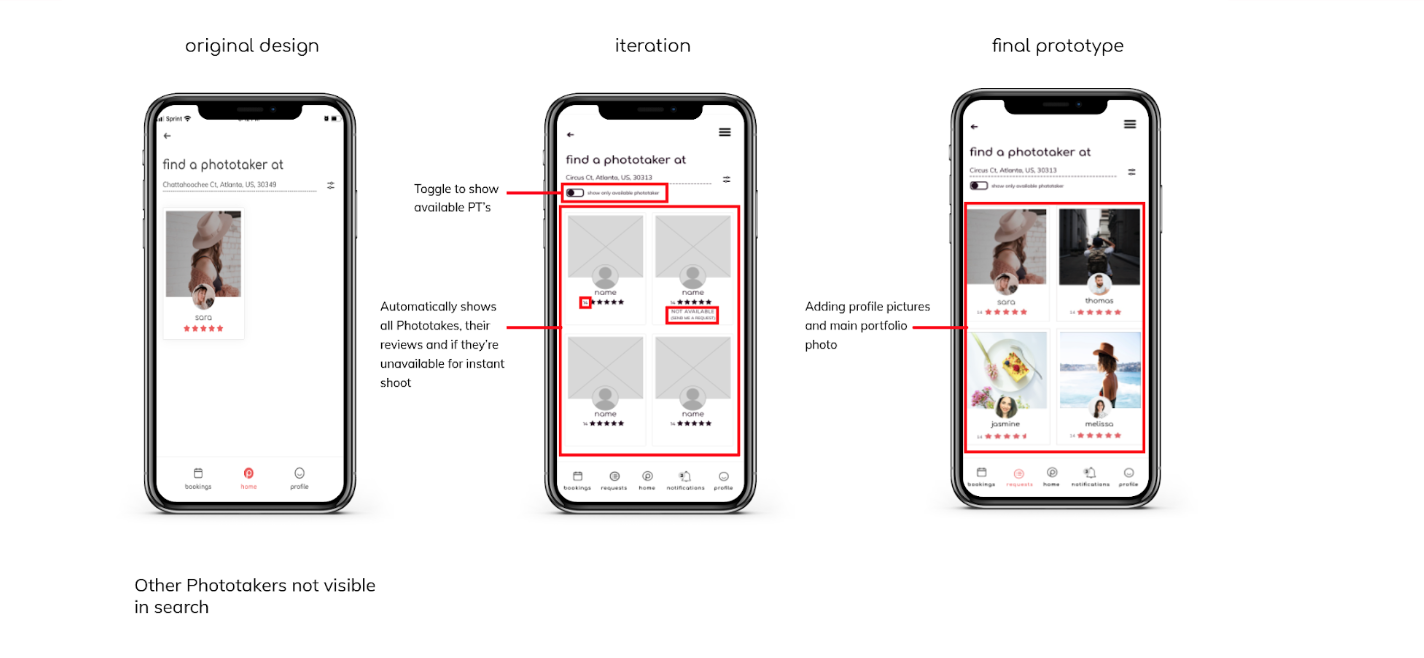 original design
iteration
final prototype
Sprint
find a phototaker at
Chattahoochee Ct, Atlanta, US, 30349
sara
bookings
home
profile
Other Phototakers not visible
in search
Toggle to show
available PT's
Automatically shows
all Phototakes, their
reviews and if they're
unavailable for instant
shoot
find a phototaker at
Circus Ct, Atlanta, US, 30313
show only available phototaker
name
14
name
14
NOT AVAILABLE
(SEND ME A REQUEST)
name
14
name
14
bookings
requests
home
notifications
profile
Adding profile pictures
and main portfolio
photo
find a phototaker at
Circus Ct, Atlanta, US, 30313
show only available phototaker
sara
14
thomas
14
jasmine
14
melissa
14
bookings
requests
home
notifications
profile